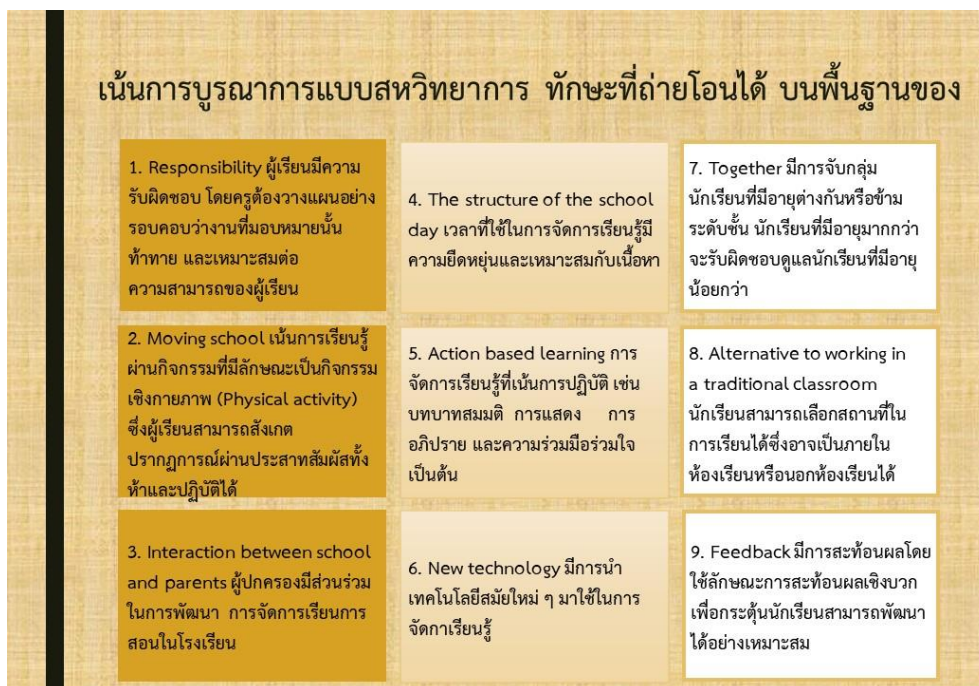 เน้นการบูรณาการแบบสหวิทยาการ ทักษะที่ถ่ายโอนได้ บนพื้นฐานของ
1. Responsibility ผู้เรียนมีความ
รับผิดชอบ โดยครูต้องวางแผนอย่าง
รอบคอบว่างานที่มอบหมายนั้น
ท้าทาย และเหมาะสมต่อ
ความสามารถของผู้เรียน
2. Moving school เน้นการเรียนรู้
ผ่านกิจกรรมที่มีลักษณะเป็นกิจกรรม
เชิงกายภาพ (Physical activity)
ซึ่งผู้เรียนสามารถสังเกต
ปรากฏการณ์ผ่านประสาทสัมผัสทั้ง
ห้าและปฏิบัติได้
3. Interaction between school
and parents ผู้ปกครองมีส่วนร่วม
ในการพัฒนา การจัดการเรียนการ
สอนในโรงเรียน
4. The structure of the school
day เวลาที่ใช้ในการจัดการเรียนรู้มี
ความยืดหยุ่นและเหมาะสมกับเนื้อหา
5. Action based learning การ
จัดการเรียนรู้ที่เน้นการปฏิบัติ เช่น
บทบาทสมมติ การแสดง การ
อภิปราย และความร่วมมือร่วมใจ
เป็นต้น
6. New technology มีการนำ
เทคโนโลยีสมัยใหม่ ๆ มาใช้ในการ
จัดกาเรียนรู้
7. Together มีการจับกลุ่ม
นักเรียนที่มีอายุต่างกันหรือข้าม
ระดับชั้น นักเรียนที่มีอายุมากกว่า
จะรับผิดชอบดูแลนักเรียนที่มีอายุ
น้อยกว่า
8. Alternative to working in
a traditional classroom
นักเรียนสามารถเลือกสถานที่ใน
การเรียนได้ซึ่งอาจเป็นภายใน
ห้องเรียนหรือนอกห้องเรียนได้
9. Feedback มีการสะท้อนผลโดย
ใช้ลักษณะการสะท้อนผลเชิงบวก
เพื่อกระตุ้นนักเรียนสามารถพัฒนา
ได้อย่างเหมาะสม